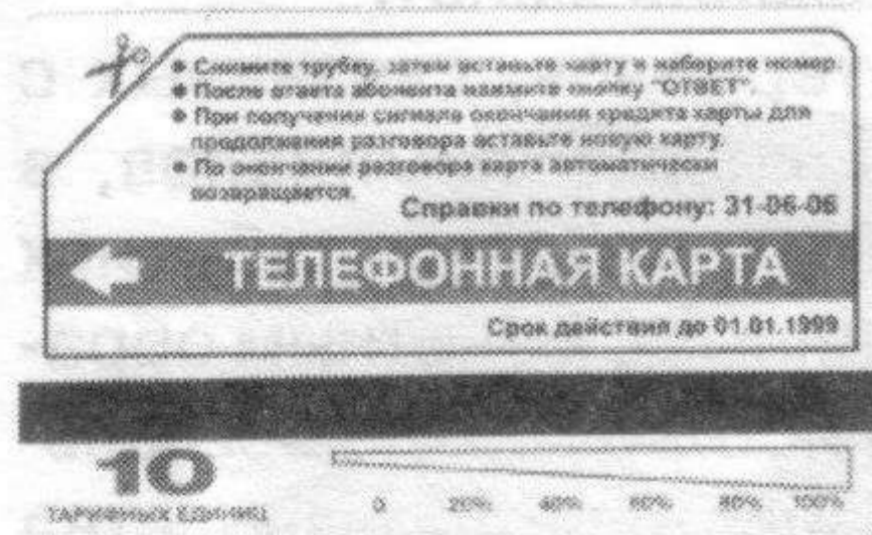 ● Снимите трубку, затем вставьте карту и наберите номер.
● После ответа абонента нажмите кнопку "ОТВЕТ".
● При получении сигнала окончания кредита карты для
продолжения разговора вставьте новую карту.
● По окончании разговора карта автоматически
возвращается.
Справки по телефону: 31-06-06
ТЕЛЕФОННАЯ КАРТА
Срок действия до 01.01.1999
10
ТАРИФНЫХ ЕДИНИЦ
0 20% 40% 60% 80% 100%